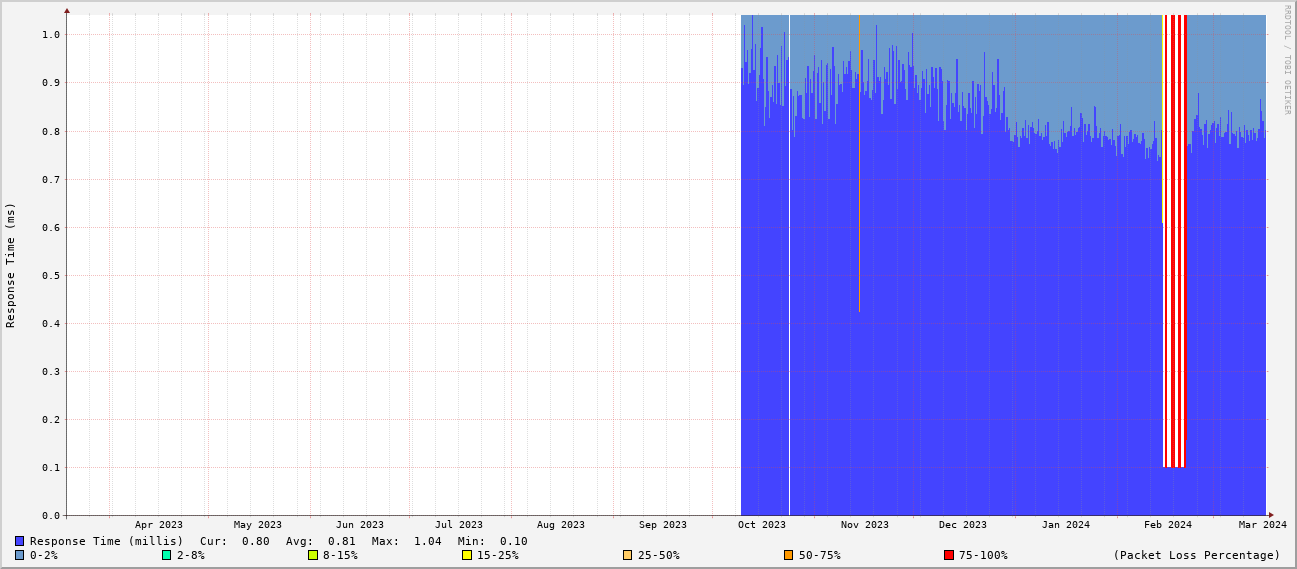 RRDTOOL / TOBI OETIKER
Response Time (ms)
1.0
0.9
0.8
0.7
0.6
0.5
0.4
0.3
0.2
0.1
0.0
Apr 2023 May 2023 Jun 2023 Jul 2023 Aug 2023 Sep 2023 Oct 2023 Nov 2023 Dec 2023 Jan 2024 Feb 2024 Mar 2024
Response Time (millis) Cur: 0.80 Avg: 0.81 Max: 1.04 Min: 0.10
0-2% 2-8% 8-15% 15-25% 25-50% 50-75% 75-100% (Packet Loss Percentage)